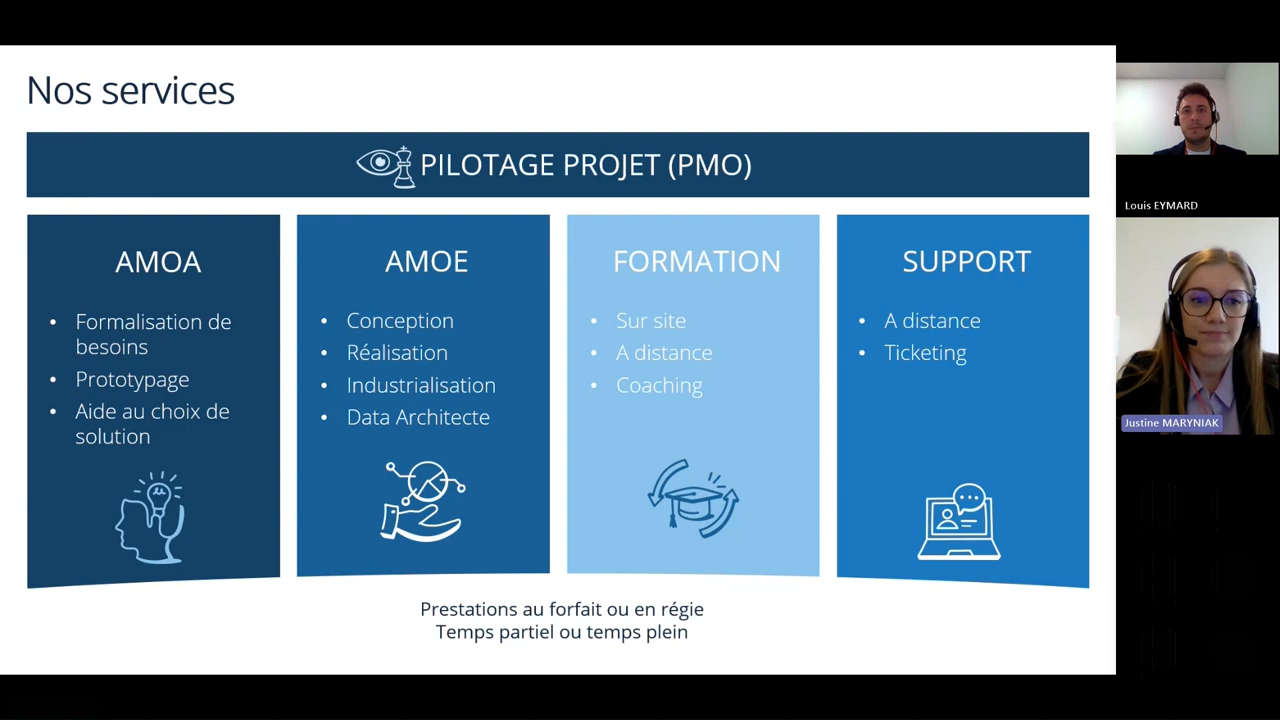 Nos services
PILOTAGE PROJET (PMO)
AMOA
• Formalisation de
besoins
• Prototypage
• Aide au choix de
solution
AMOE
• Conception
• Réalisation
• Industrialisation
• Data Architecte
FORMATION
• Sur site
• A distance
• Coaching
SUPPORT
• A distance
• Ticketing
Prestations au forfait ou en régie
Temps partiel ou temps plein
Louis EYMARD
Justine MARYNIAK